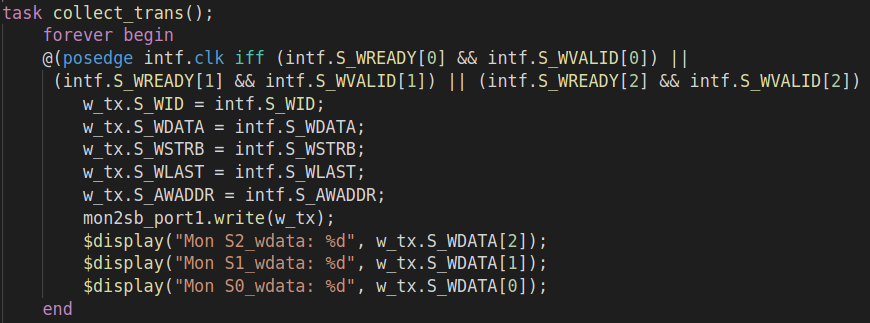 task collect_trans();
forever begin
@(posedge intf.clk iff (intf.S_WREADY[0] && intf.S_WVALID[0]) ||
(intf.S_WREADY[1] && intf.S_WVALID[1]) || (intf.S_WREADY[2] && intf.S_WVALID[2])
w_tx.S_WID = intf.S_WID;
w_tx.S_WDATA = intf.S_WDATA;
w_tx.S_WSTRB = intf.S_WSTRB;
w_tx.S_WLAST = intf.S_WLAST;
w_tx.S_AWADDR = intf.S_AWADDR;
mon2sb_port1.write(w_tx);
$display("Mon S2_wdata: %d", w_tx.S_WDATA[2]);
$display("Mon S1_wdata: %d", w_tx.S_WDATA[1]);
$display("Mon S0_wdata: %d", w_tx.S_WDATA[0]);
end